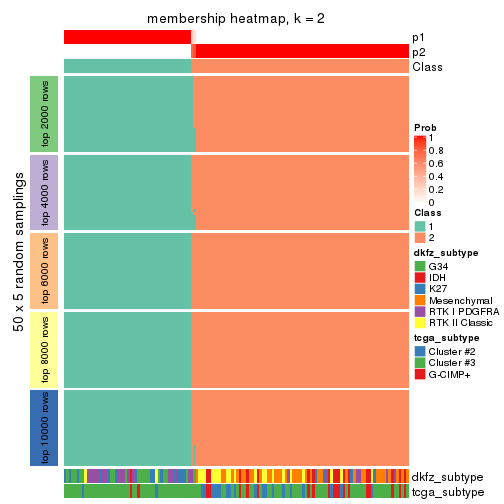 membership heatmap, k = 2
p1
p2
Class
50 x 5 random samplings
top 2000 rows
top 4000 rows
top 6000 rows
top 8000 rows
top 10000 rows
dkfz_subtype
tcga_subtype
Prob
1
0.8
0.6
0.4
0.2
0
Class
1
2
dkfz_subtype
G34
IDH
K27
Mesenchymal
RTK I PDGFRA
RTK II Classic
tcga_subtype
Cluster #2
Cluster #3
G-CIMP+